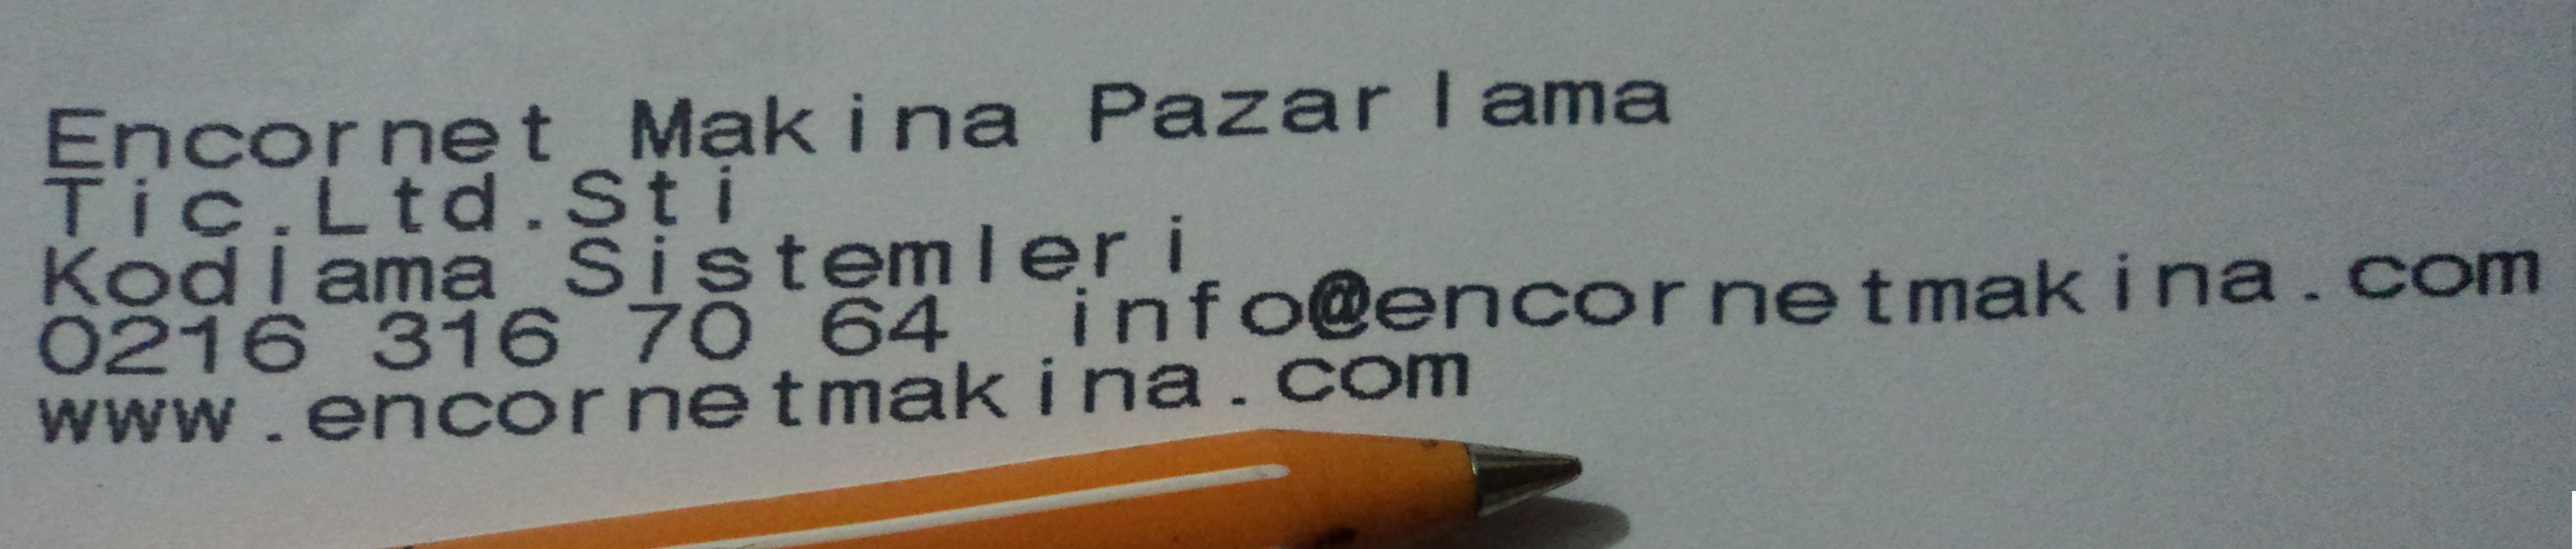 Encornet Makina Pazarlama
Tic.Ltd.Sti
Kodlama Sistemleri
0216 316 70 64  info@encornetmakina.com
www.encornetmakina.com